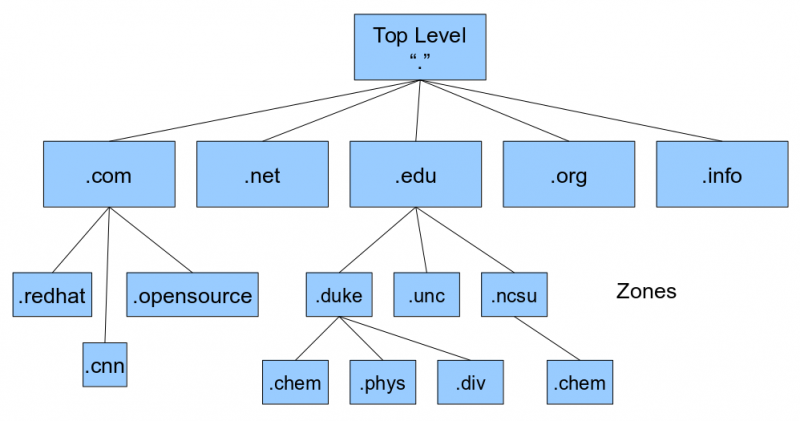 Top Level
“.”
.com
.net
.edu
.org
.info
.redhat
.opensource
.duke
.unc
.ncsu
Zones
.cnn
.chem
.phys
.div
.chem